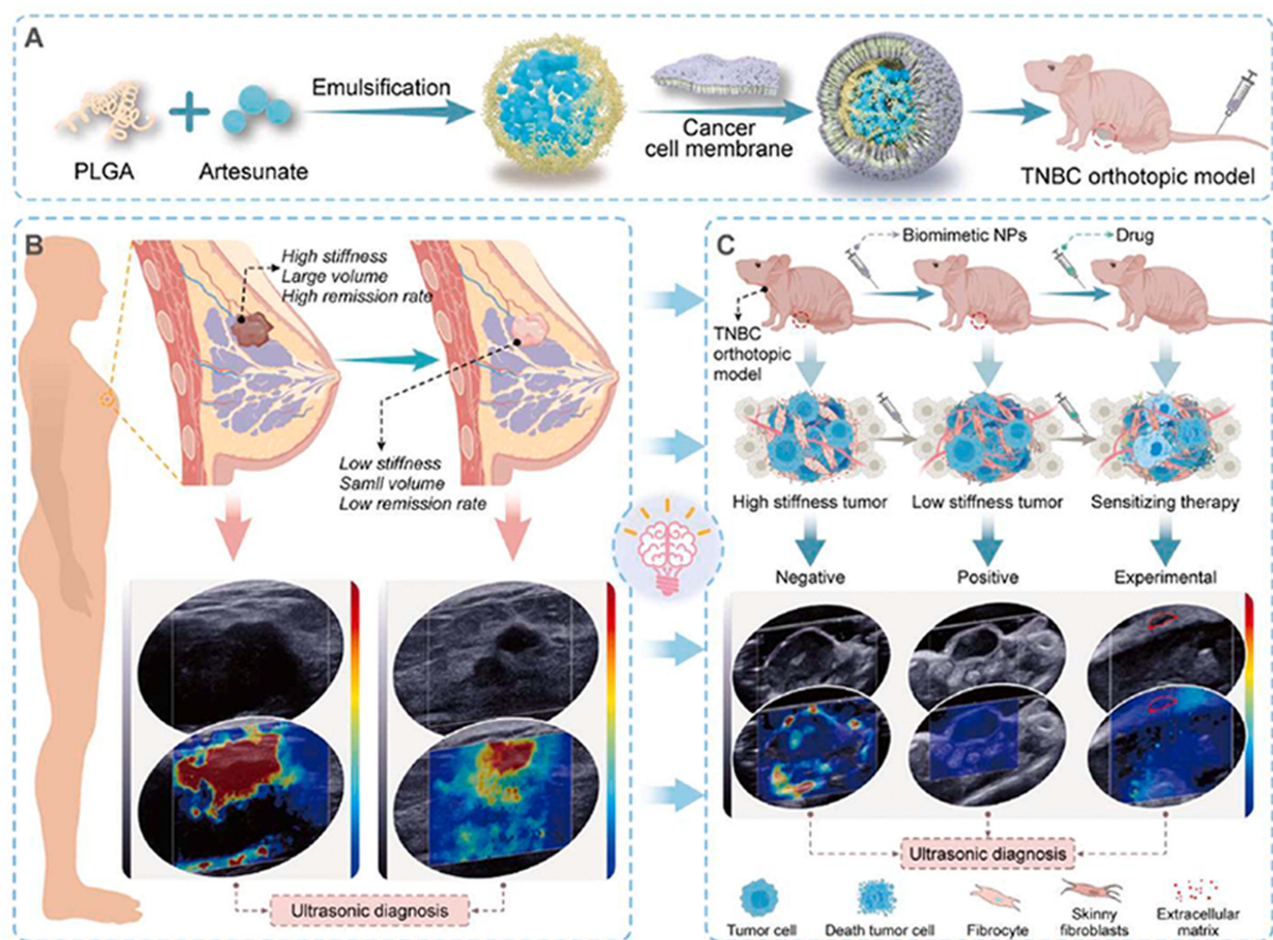 A
PLGA
Artesunate
Emulsification
Cancer
cell membrane
TNBC orthotopic model
B
High stiffness
Large volume
High remission rate
Low stiffness
Samll volume
Low remission rate
Ultrasonic diagnosis
C
Biomimetic NPs
Drug
TNBC
orthotopic
model
High stiffness tumor
Low stiffness tumor
Sensitizing therapy
Negative
Positive
Experimental
Ultrasonic diagnosis
Tumor cell
Death tumor cell
Fibrocyte
Skinny
fibroblasts
Extracellular
matrix